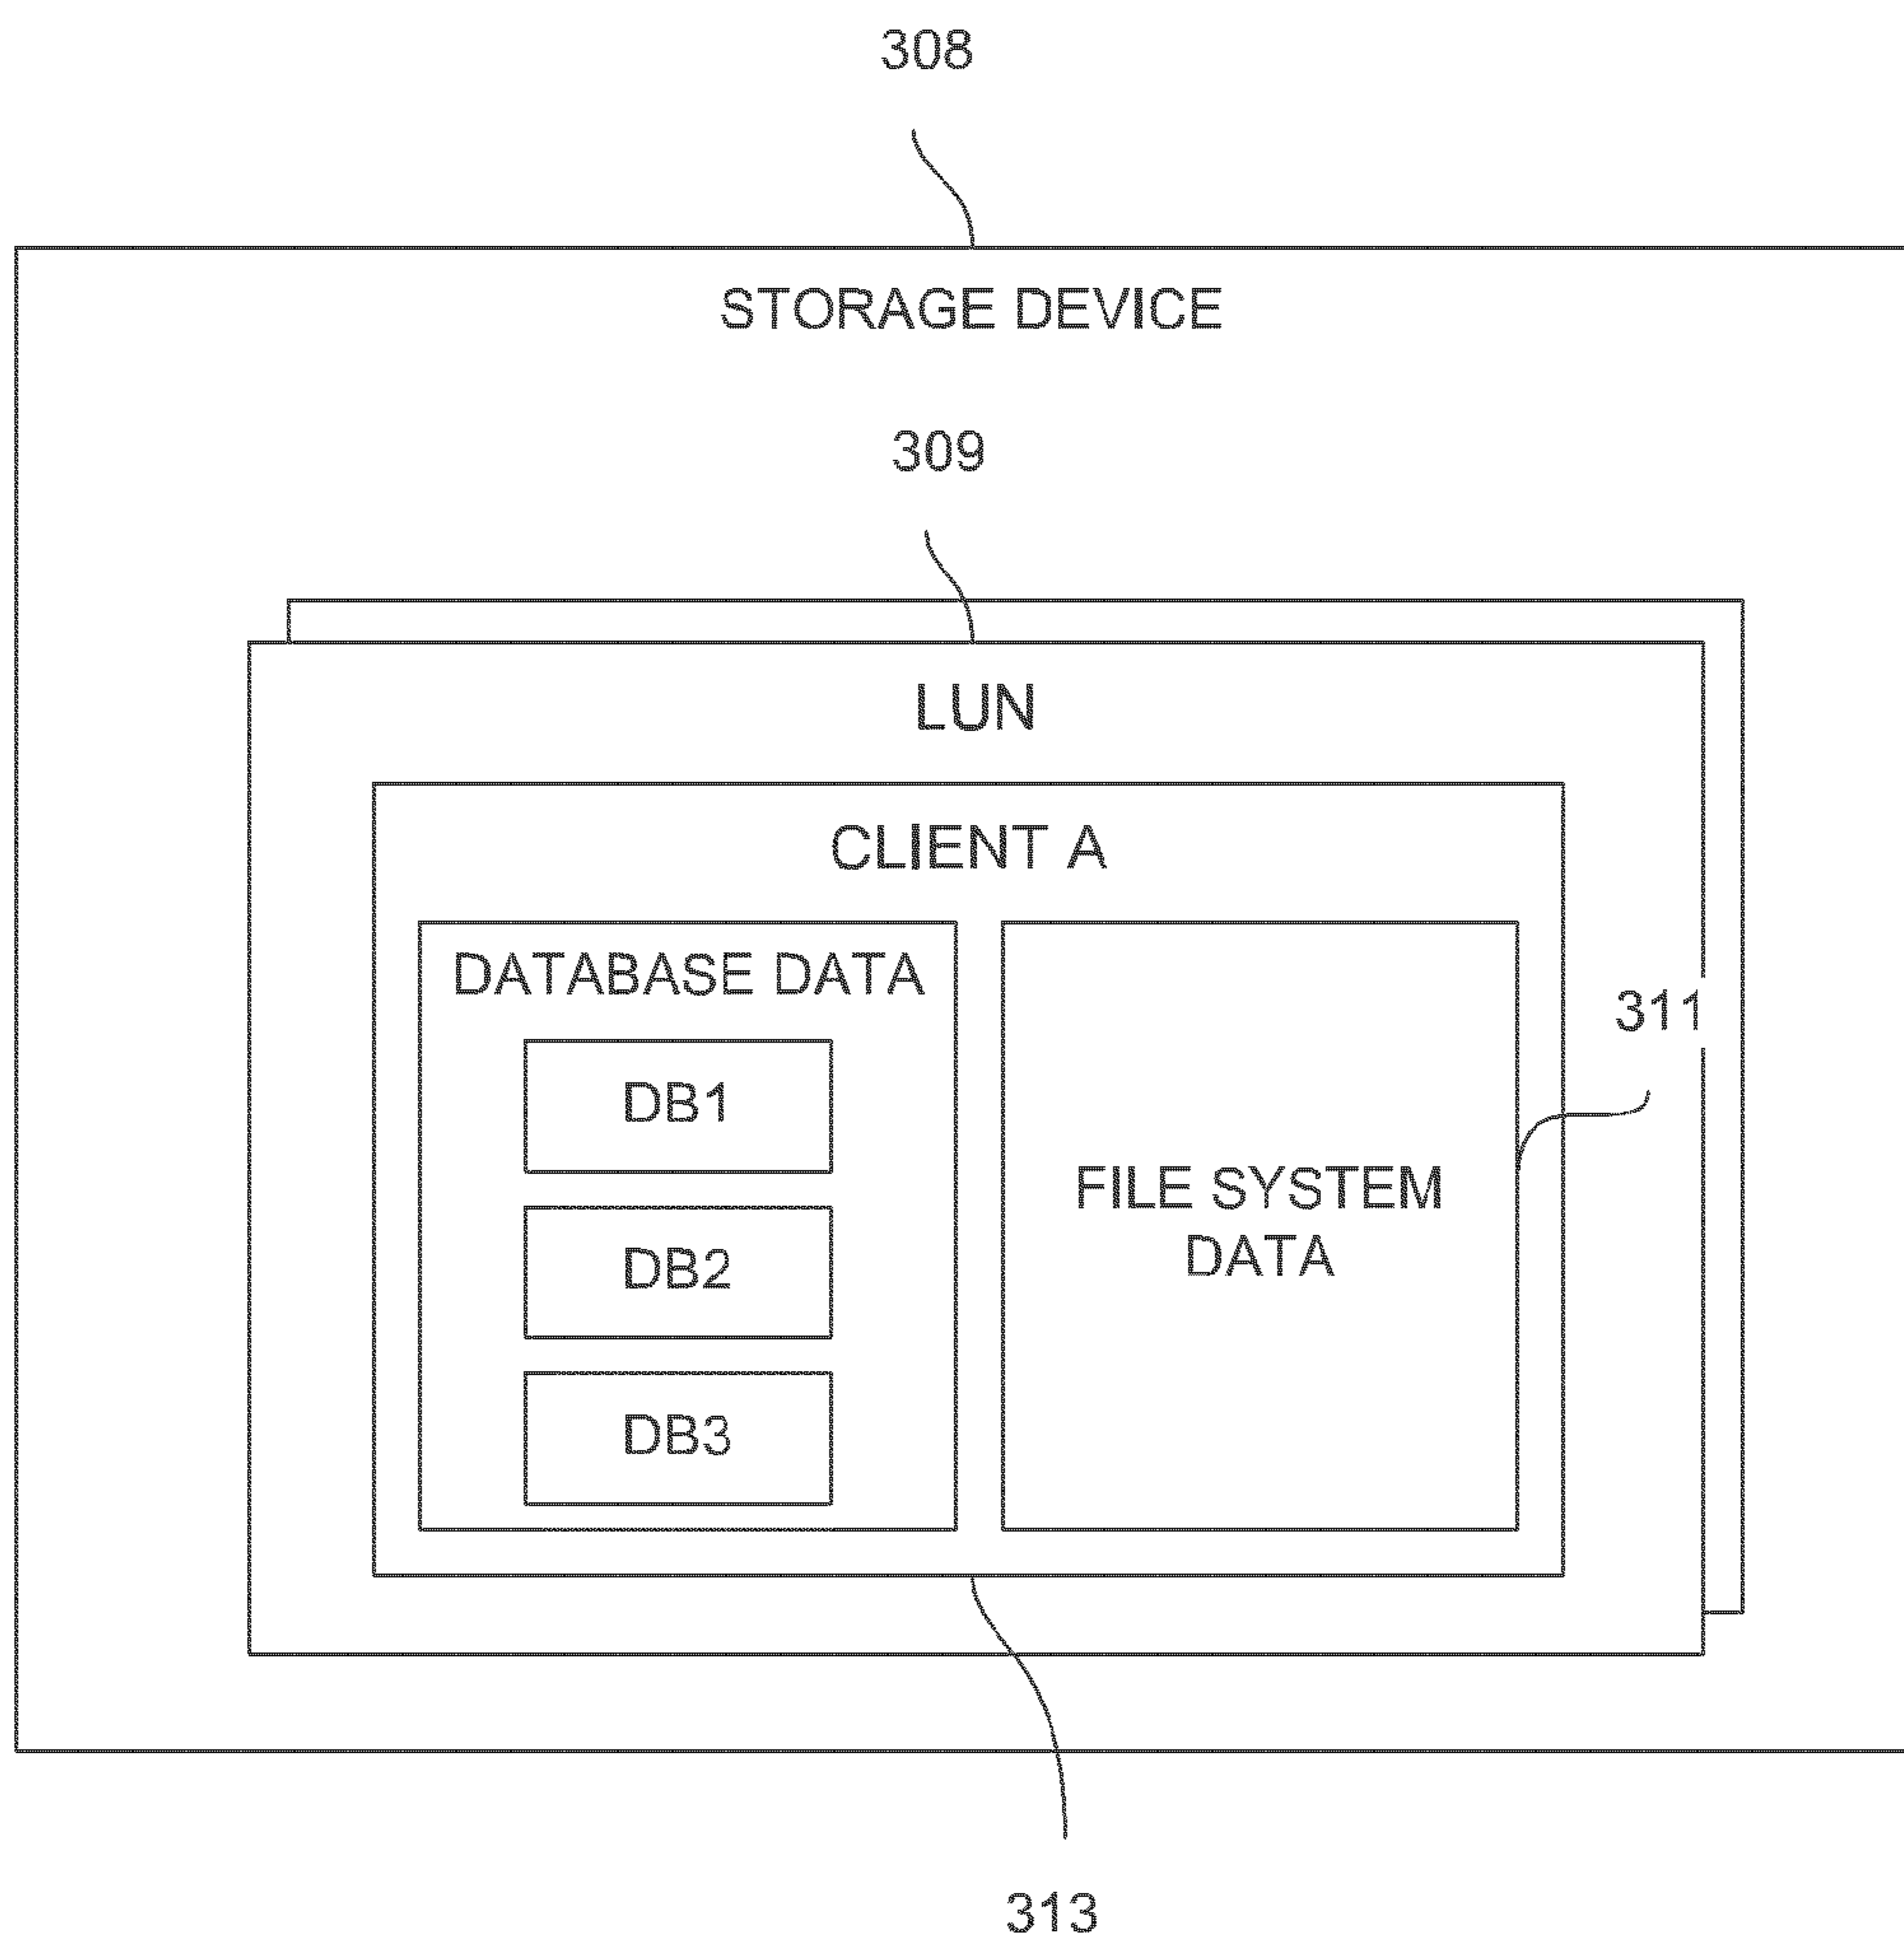 308
STORAGE DEVICE
309
LUN
CLIENT A
DATABASE DATA
DB1
DB2
DB3
FILE SYSTEM
DATA
311
313